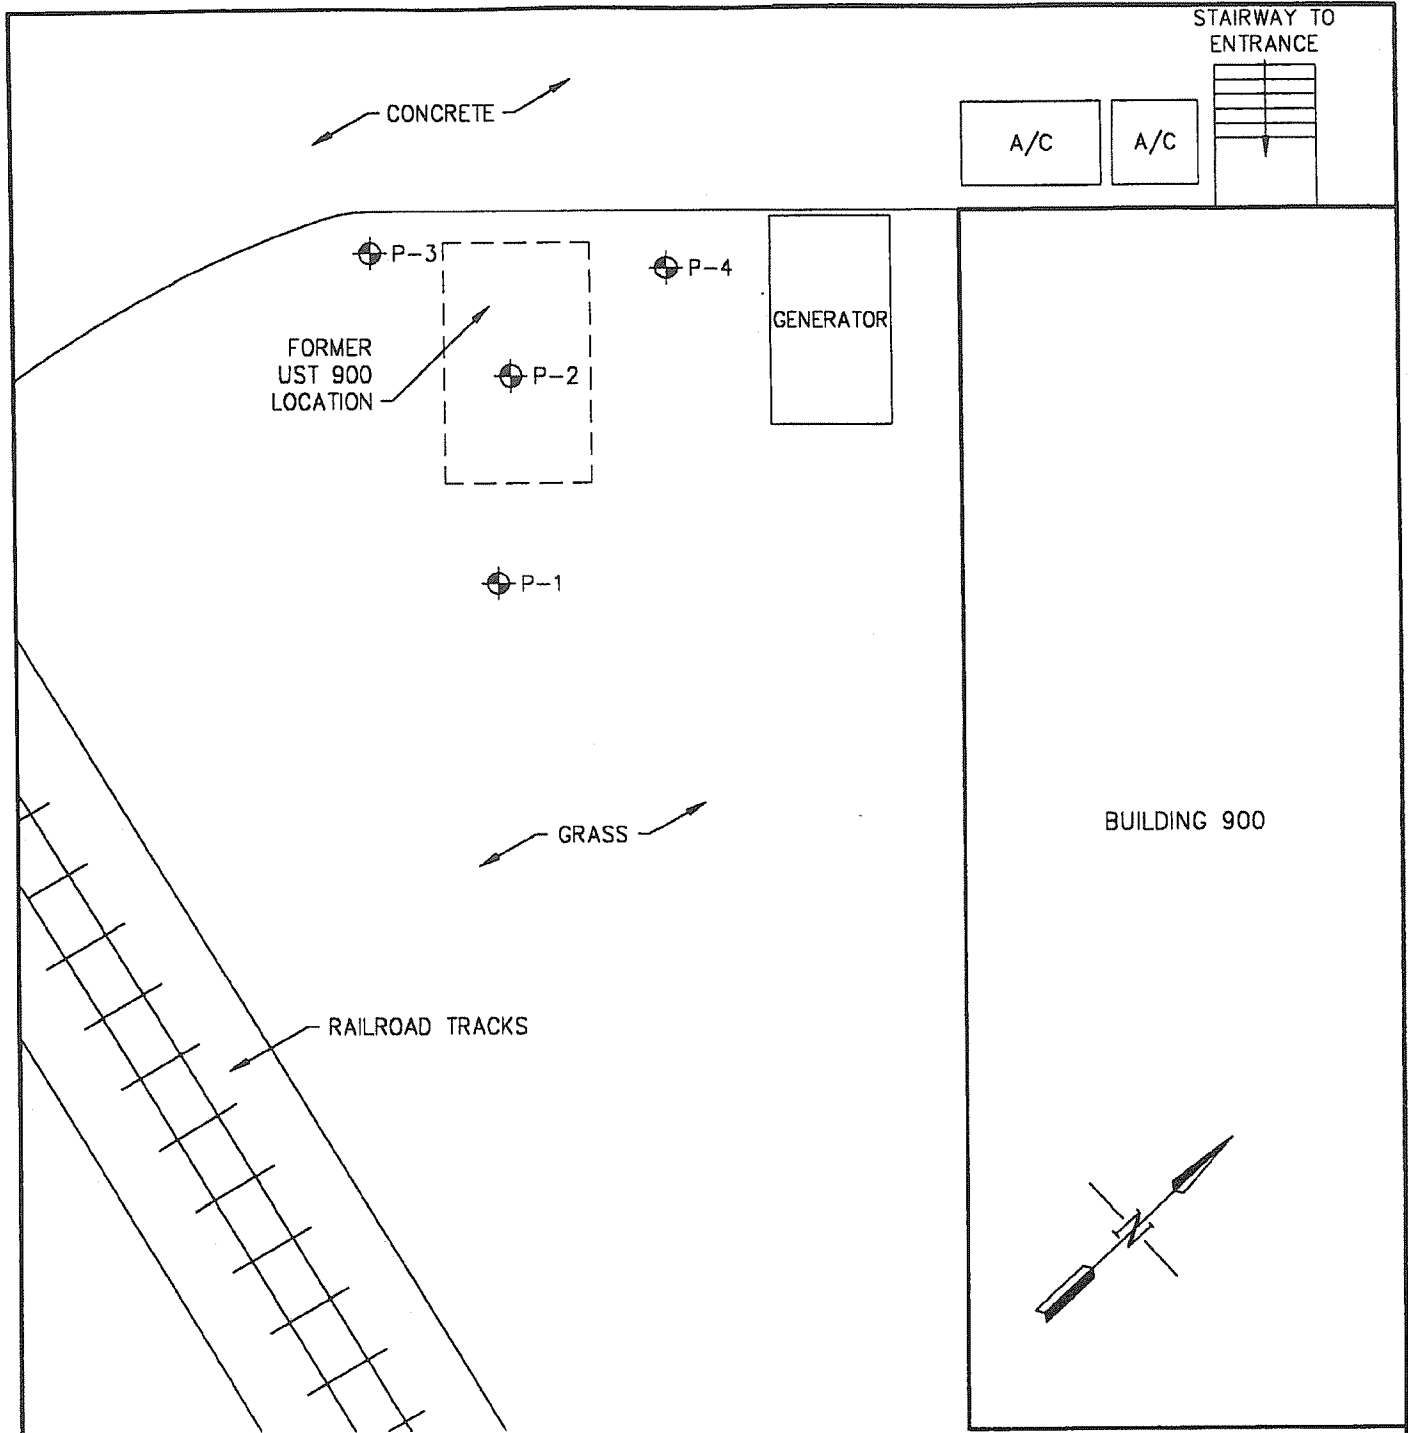 STAIRWAY TO
ENTRANCE
CONCRETE
A/C
A/C
P-3
P-4
GENERATOR
FORMER
UST 900
LOCATION
P-2
P-1
GRASS
BUILDING 900
RAILROAD TRACKS
N